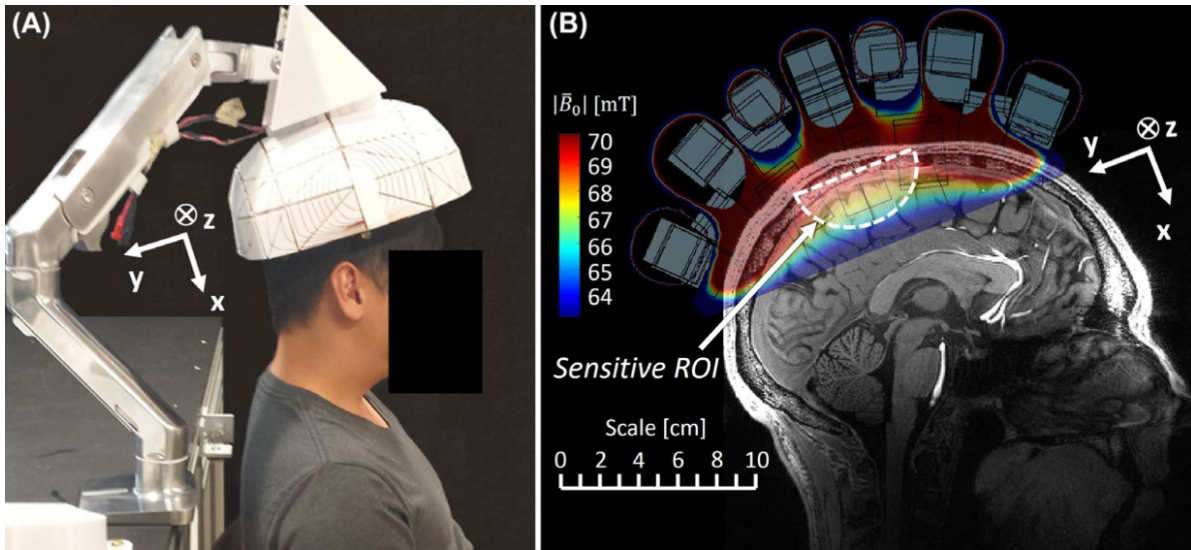 (A)
z
y
x
(B)
|B̅₀| [mT]
70
69
68
67
66
65
64
z
y
x
Sensitive ROI
Scale [cm]
0 2 4 6 8 10